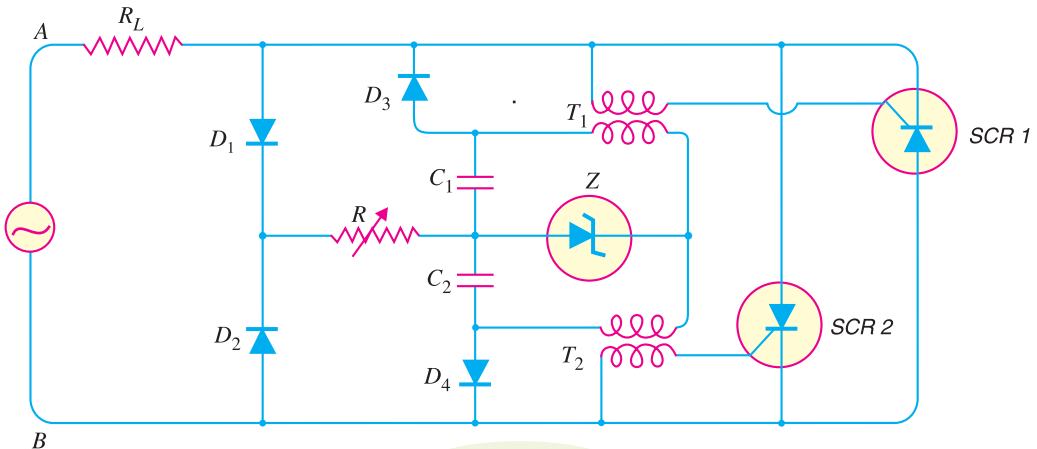 A
R_L
D_3
T_1
D_1
SCR 1
C_1
Z
R
C_2
D_2
SCR 2
T_2
D_4
B